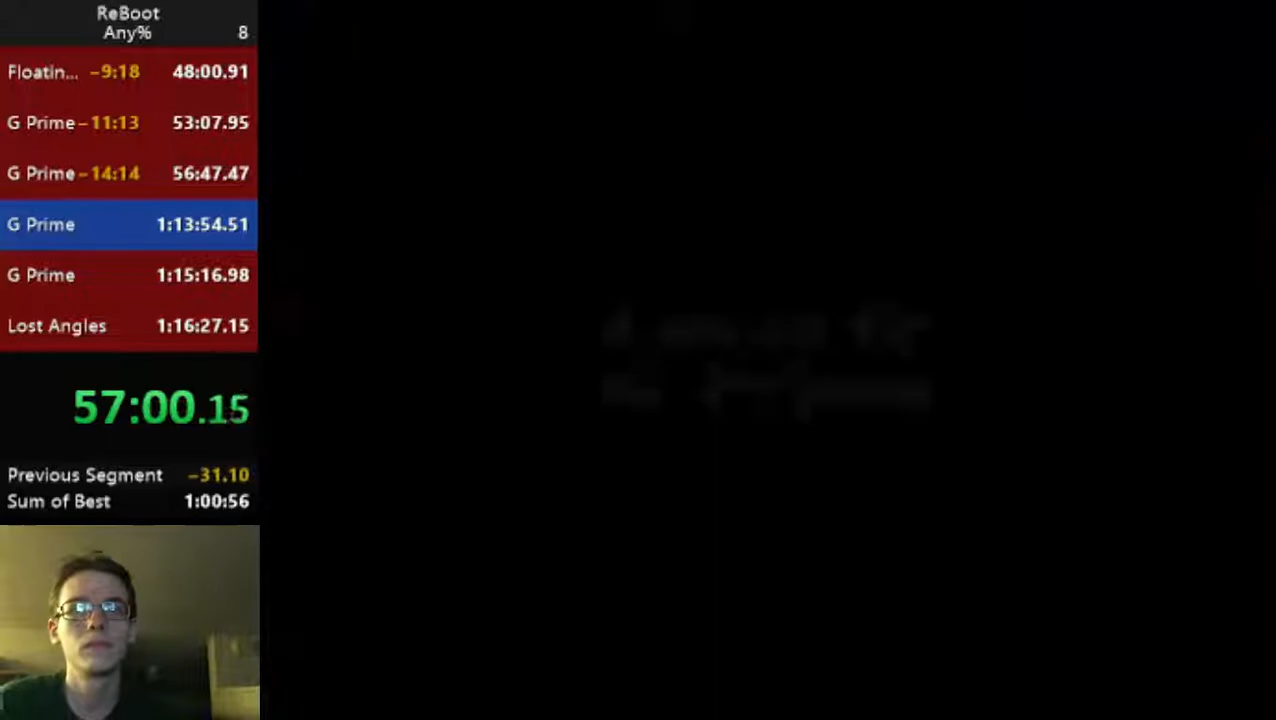 ReBoot
Any% 8
Floatin... -9:18 48:00.91
G Prime -11:13 53:07.95
G Prime -14:14 56:47.47
G Prime 1:13:54.51
G Prime 1:15:16.98
Lost Angles 1:16:27.15
57:00.15
Previous Segment -31.10
Sum of Best 1:00:56